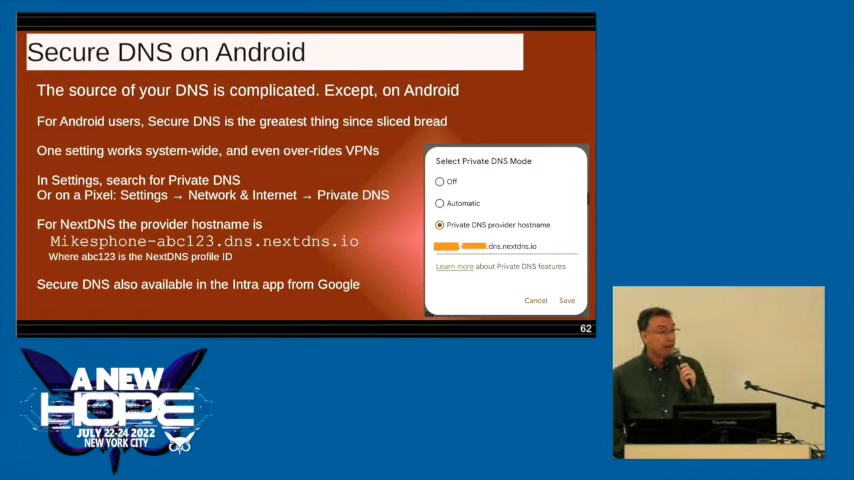 Secure DNS on Android
The source of your DNS is complicated. Except, on Android
For Android users, Secure DNS is the greatest thing since sliced bread
One setting works system-wide, and even over-rides VPNs
In Settings, search for Private DNS
Or on a Pixel: Settings → Network & Internet → Private DNS
For NextDNS the provider hostname is
Mikesphone-abc123.dns.nextdns.io
Where abc123 is the NextDNS profile ID
Secure DNS also available in the Intra app from Google
Select Private DNS Mode
Off
Automatic
Private DNS provider hostname
.dns.nextdns.io
Learn more about Private DNS features
Cancel Save
62
A NEW
HOPE
JULY 22-24 2022
NEW YORK CITY
ViewSonic